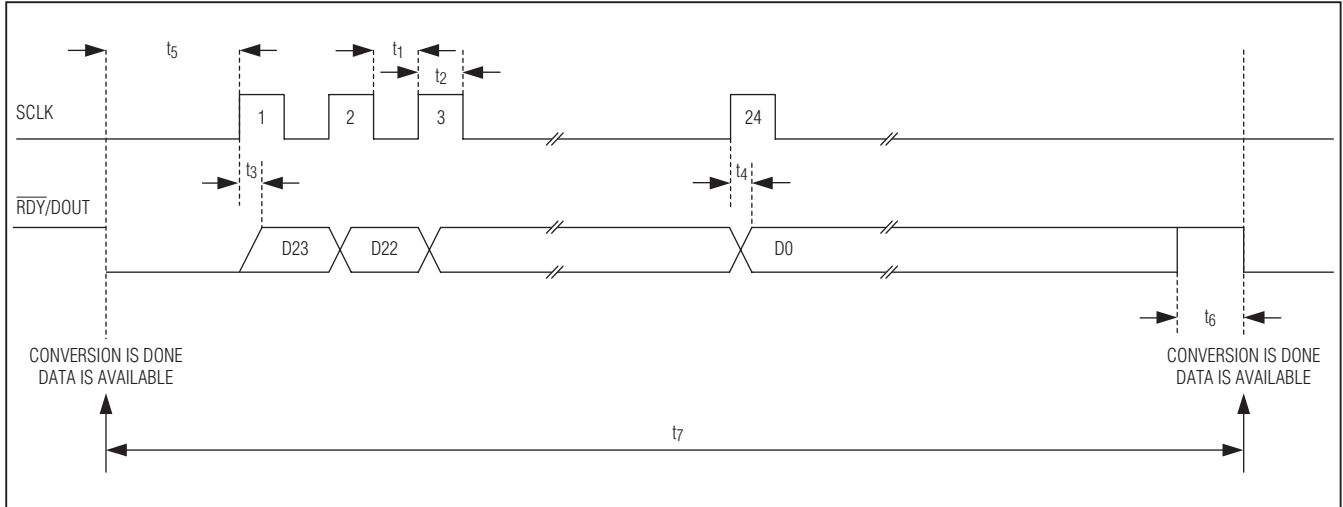 t5
t1
t2
SCLK
1
2
3
24
t3
t4
RDY/DOUT
D23
D22
D0
t6
CONVERSION IS DONE
DATA IS AVAILABLE
CONVERSION IS DONE
DATA IS AVAILABLE
t7